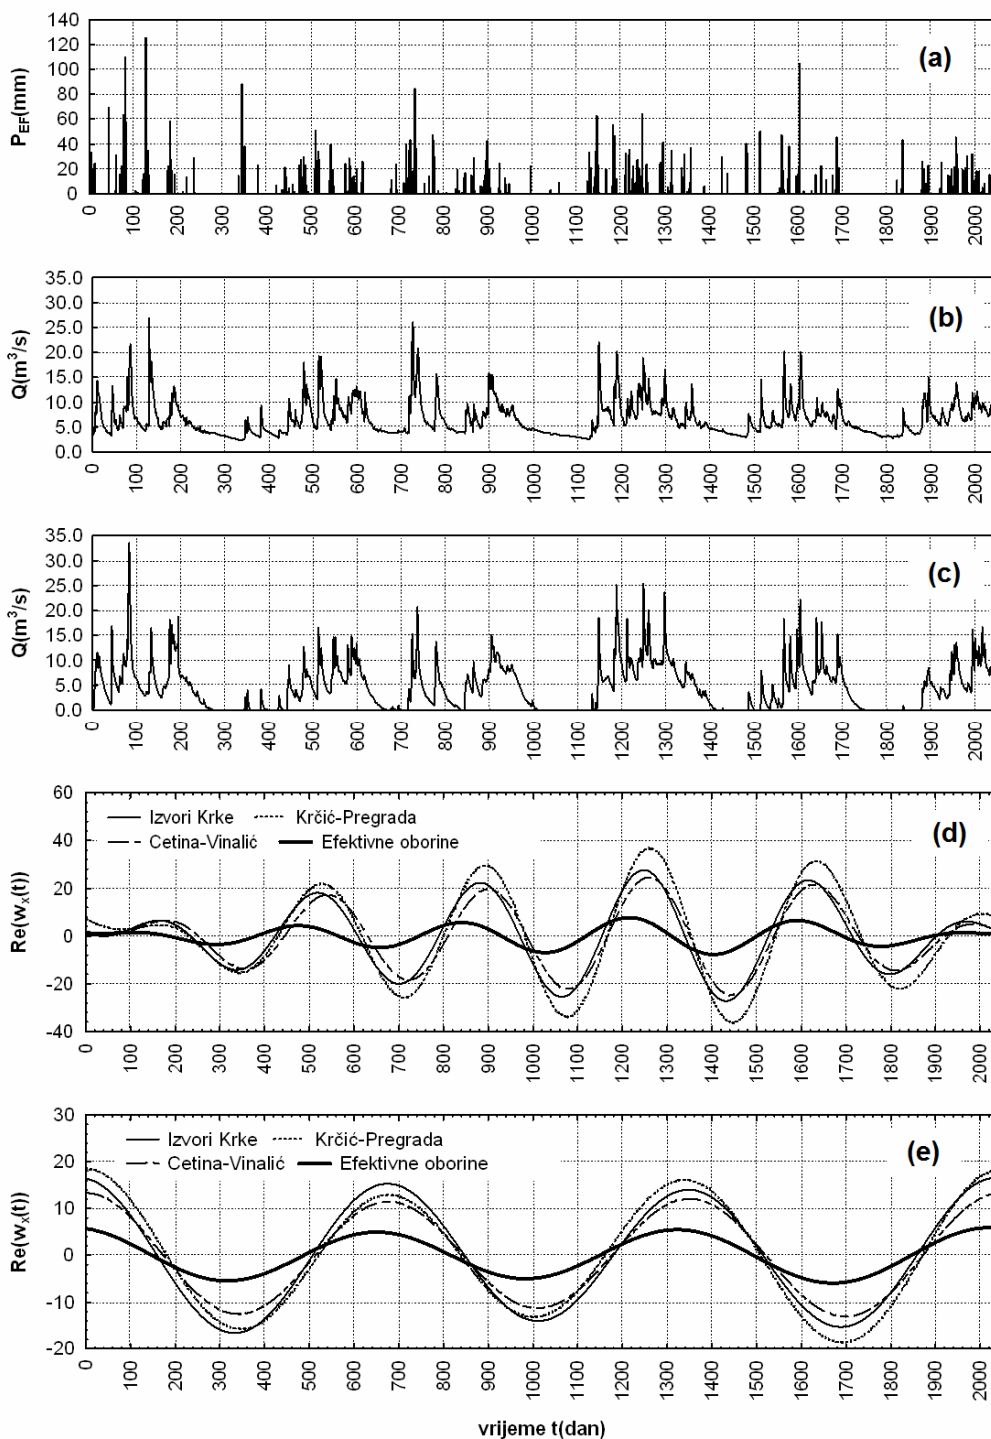 (a)
P_EF(mm)
140
120
100
80
60
40
20
0
0 100 200 300 400 500 600 700 800 900 1000 1100 1200 1300 1400 1500 1600 1700 1800 1900 2000
(b)
Q(m³/s)
35.0
30.0
25.0
20.0
15.0
10.0
5.0
0.0
0 100 200 300 400 500 600 700 800 900 1000 1100 1200 1300 1400 1500 1600 1700 1800 1900 2000
(c)
Q(m³/s)
35.0
30.0
25.0
20.0
15.0
10.0
5.0
0.0
0 100 200 300 400 500 600 700 800 900 1000 1100 1200 1300 1400 1500 1600 1700 1800 1900 2000
(d)
Re(w_x(t))
60
40
20
0
-20
-40
Izvori Krke Krčić-Pregrada
Cetina-Vinalić Efektivne oborine
0 100 200 300 400 500 600 700 800 900 1000 1100 1200 1300 1400 1500 1600 1700 1800 1900 2000
(e)
Re(w_x(t))
30
20
10
0
-10
-20
Izvori Krke Krčić-Pregrada
Cetina-Vinalić Efektivne oborine
0 100 200 300 400 500 600 700 800 900 1000 1100 1200 1300 1400 1500 1600 1700 1800 1900 2000
vrijeme t(dan)